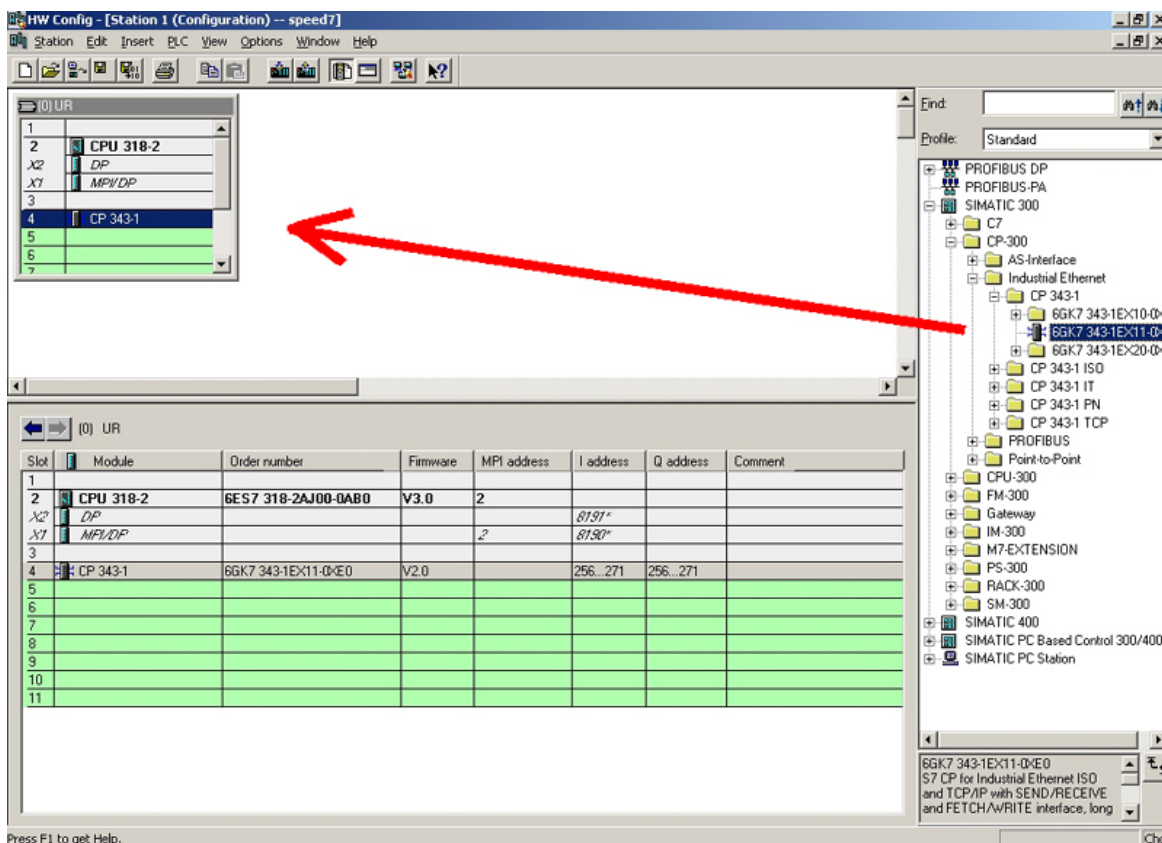 HW Config - [Station 1 (Configuration) -- speed7]
Station Edit Insert PLC View Options Window Help
(0) UR
1
2 CPU 318-2
X2 DP
X1 MPI/DP
3
4 CP 343-1
5
6
7
Find:
Profile: Standard
PROFIBUS DP
PROFIBUS-PA
SIMATIC 300
C7
CP-300
AS-Interface
Industrial Ethernet
CP 343-1
6GK7 343-1EX10-0X
6GK7 343-1EX11-0X
6GK7 343-1EX20-0X
CP 343-1 ISO
CP 343-1 IT
CP 343-1 PN
CP 343-1 TCP
PROFIBUS
Point-to-Point
CPU-300
FM-300
Gateway
IM-300
M7-EXTENSION
PS-300
RACK-300
SM-300
SIMATIC 400
SIMATIC PC Based Control 300/400
SIMATIC PC Station
(0) UR
Slot Module Order number Firmware MPI address I address Q address Comment
1
2 CPU 318-2 6ES7 318-2AJ00-0AB0 V3.0 2
X2 DP 8191*
X1 MPI/DP 2 8190*
3
4 CP 343-1 6GK7 343-1EX11-0XE0 V2.0 256...271 256...271
5
6
7
8
9
10
11
6GK7 343-1EX11-0XE0
S7 CP for Industrial Ethernet ISO
and TCP/IP with SEND/RECEIVE
and FETCH/WRITE interface, long
Press F1 to get Help.
Cho